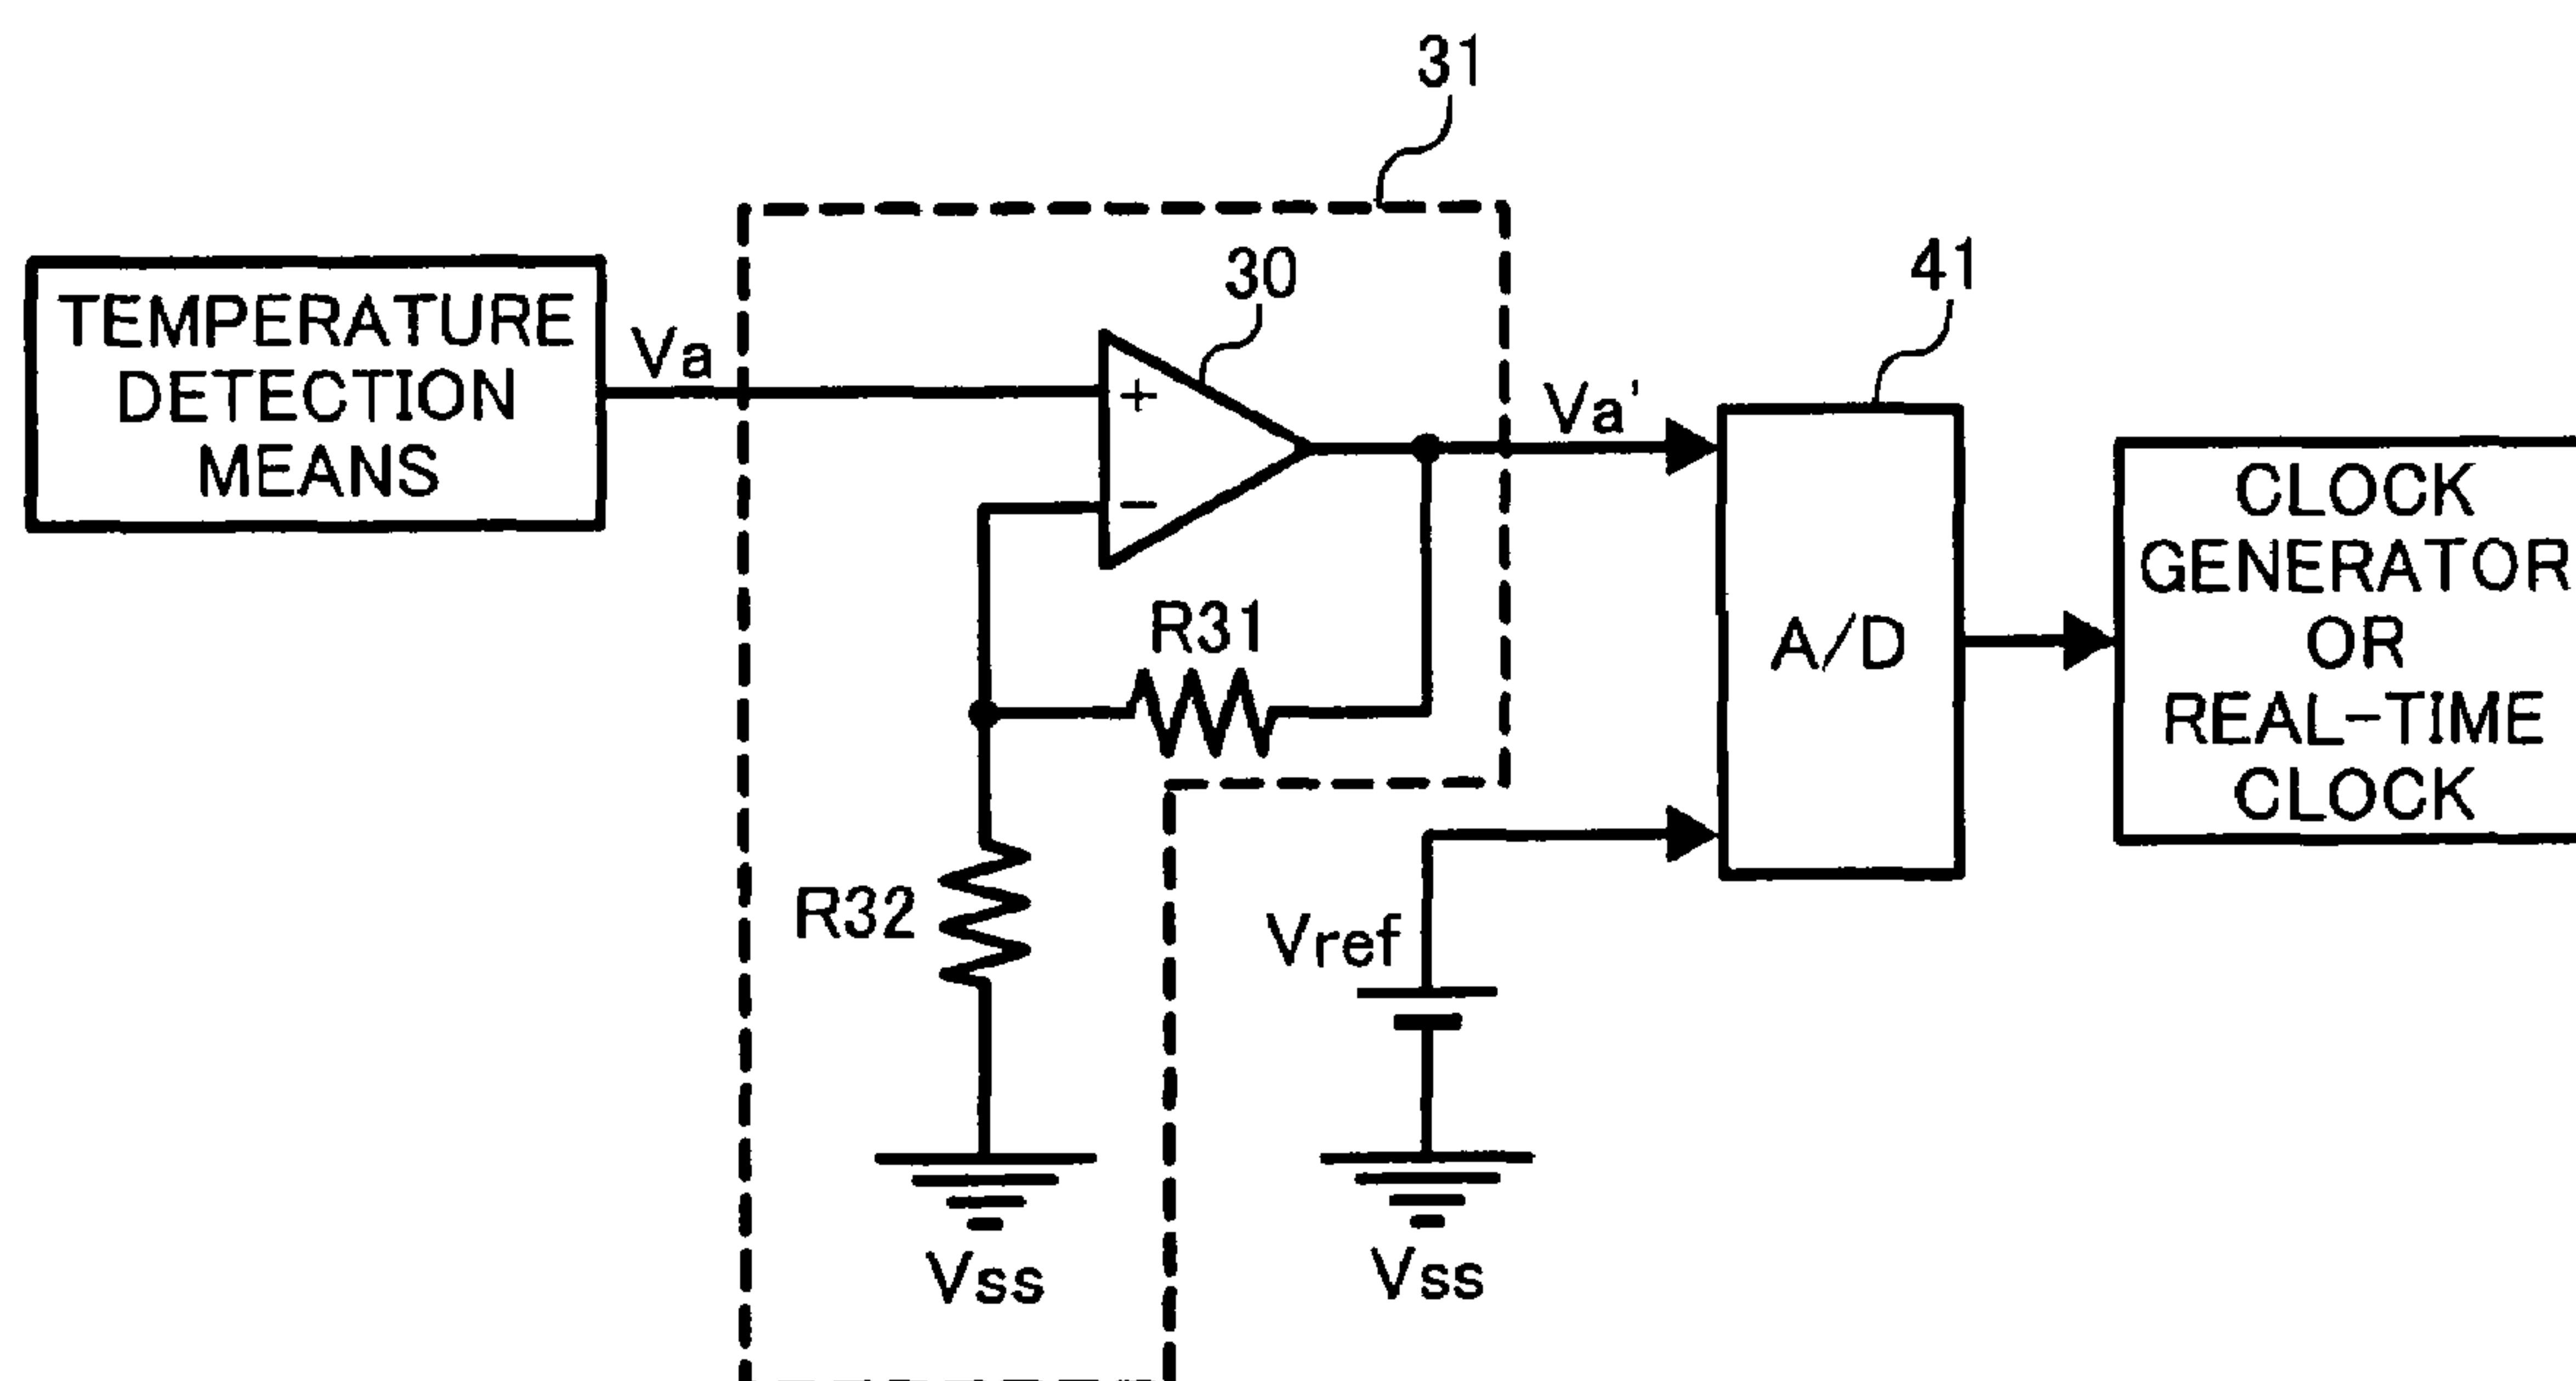 31
30
41
TEMPERATURE
DETECTION
MEANS
Va
+
−
Va'
R31
A/D
CLOCK
GENERATOR
OR
REAL-TIME
CLOCK
R32
Vref
Vss
Vss